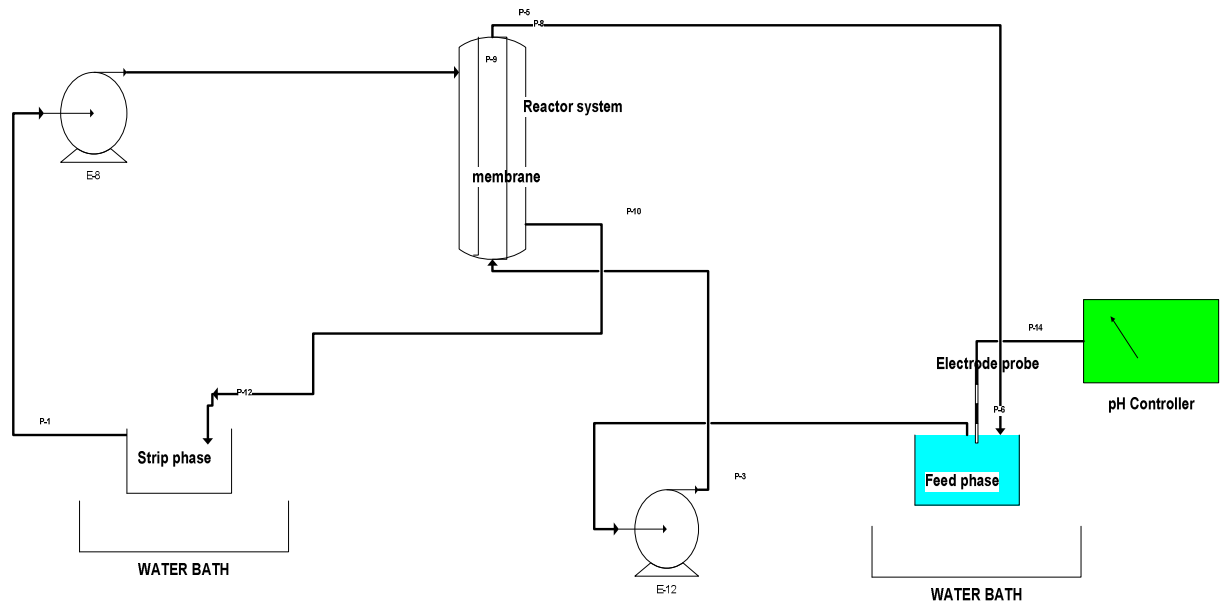 P-5
P-8
P-9
Reactor system
E-8
membrane
P-10
P-14
Electrode probe
pH Controller
P-12
P-6
P-1
Strip phase
P-3
Feed phase
WATER BATH
E-12
WATER BATH